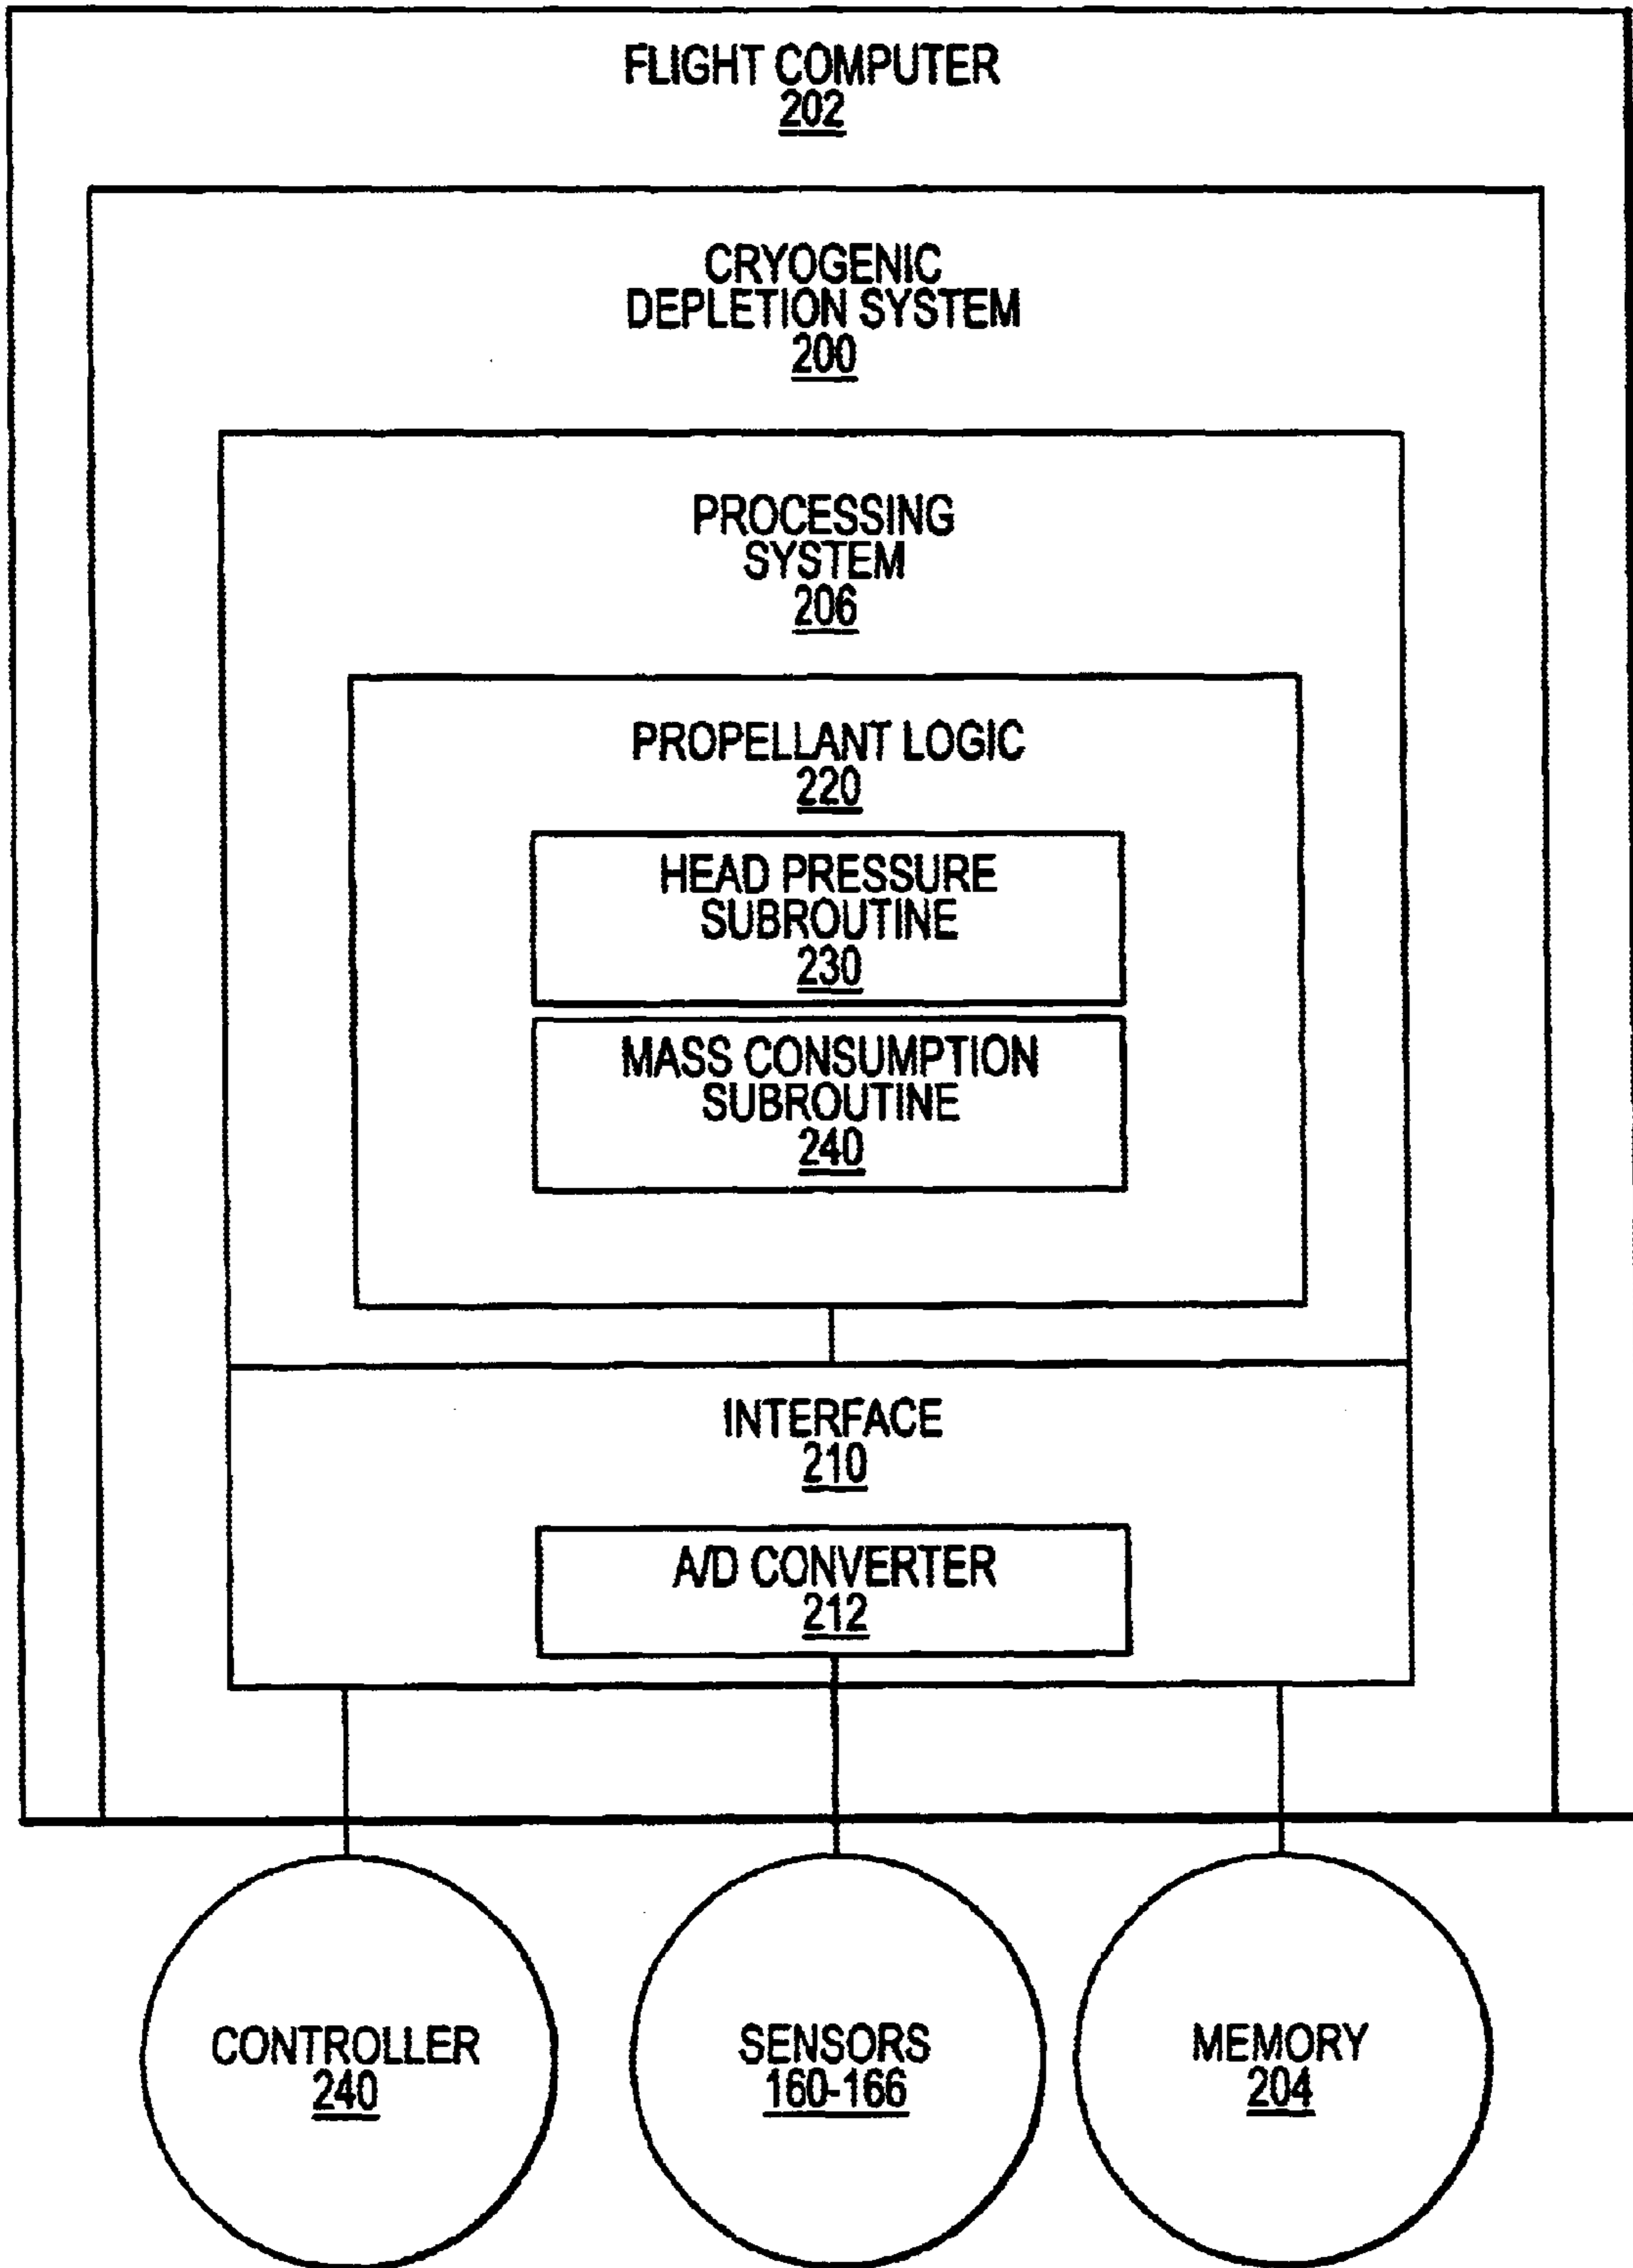 FLIGHT COMPUTER
202
CRYOGENIC
DEPLETION SYSTEM
200
PROCESSING
SYSTEM
206
PROPELLANT LOGIC
220
HEAD PRESSURE
SUBROUTINE
230
MASS CONSUMPTION
SUBROUTINE
240
INTERFACE
210
A/D CONVERTER
212
CONTROLLER
240
SENSORS
160-166
MEMORY
204